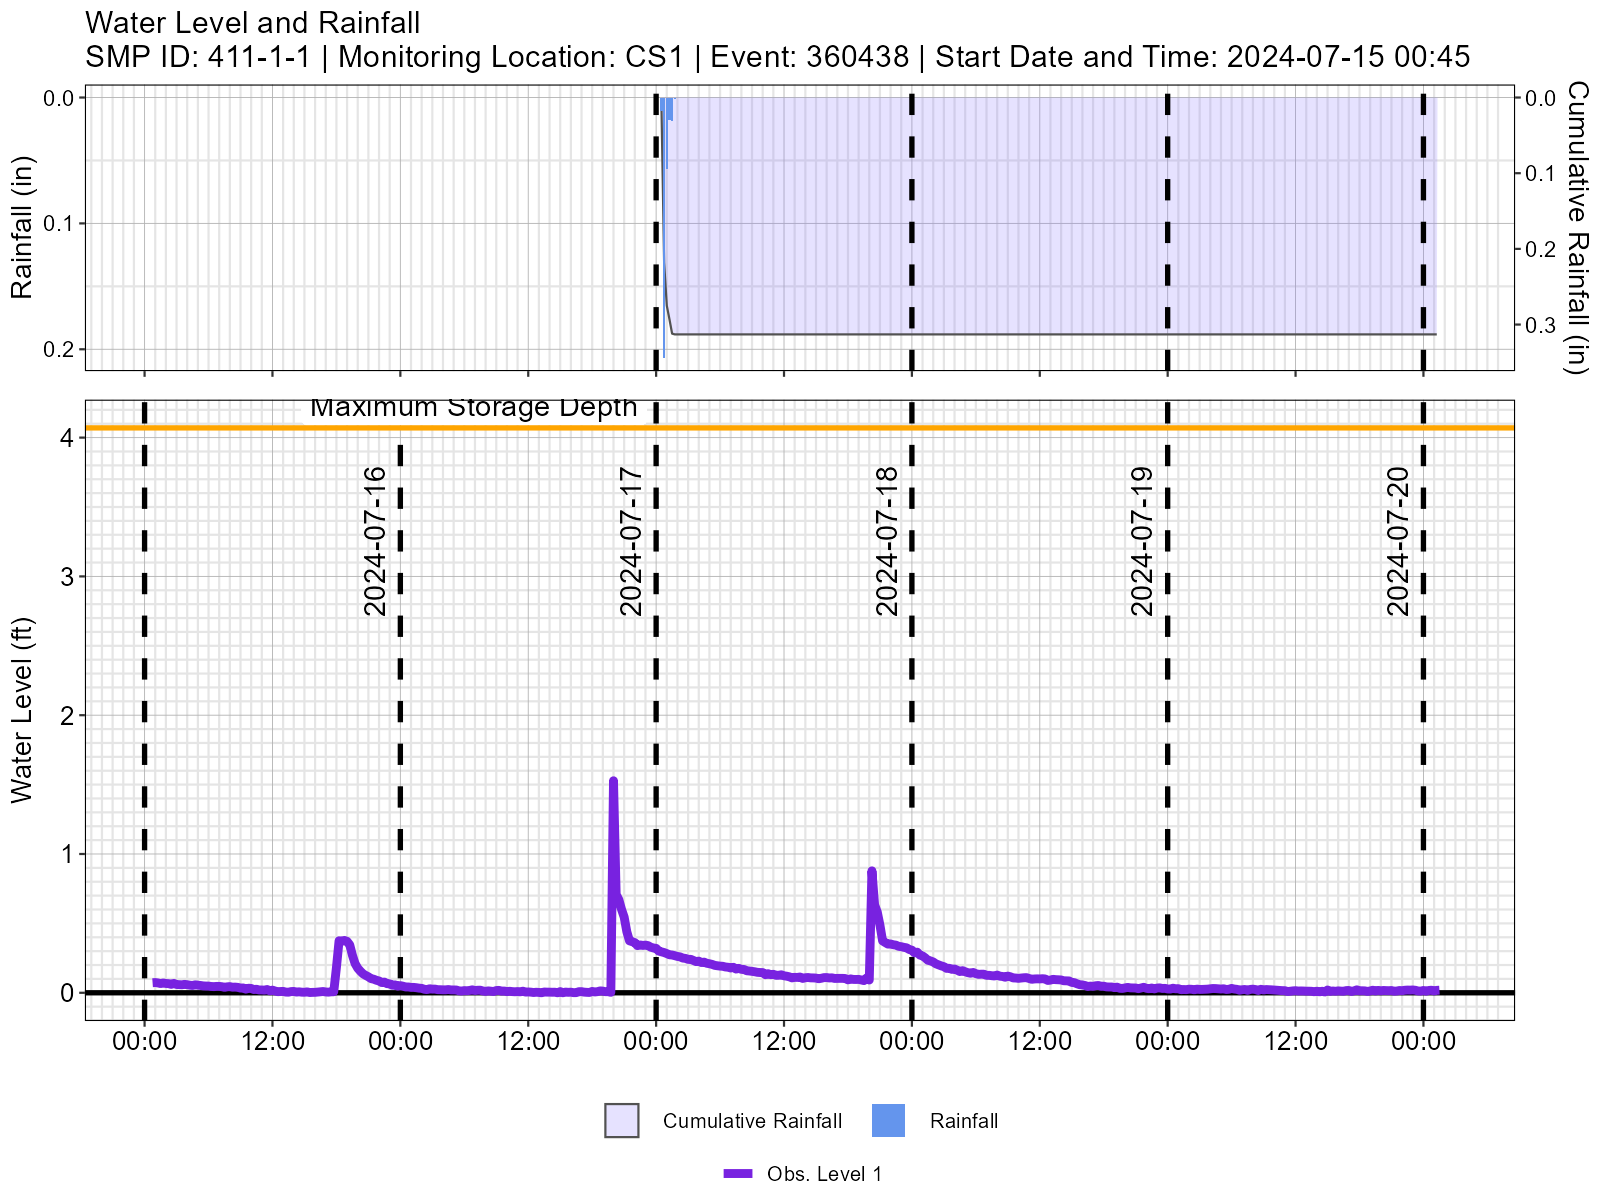 Water Level and Rainfall
SMP ID: 411-1-1 | Monitoring Location: CS1 | Event: 360438 | Start Date and Time: 2024-07-15 00:45
Rainfall (in)
0.0
0.1
0.2
0.0
0.1
0.2
0.3
Cumulative Rainfall (in)
Maximum Storage Depth
Water Level (ft)
4
3
2
1
0
2024-07-16
2024-07-17
2024-07-18
2024-07-19
2024-07-20
00:00 12:00 00:00 12:00 00:00 12:00 00:00 12:00 00:00 12:00 00:00
Cumulative Rainfall
Rainfall
Obs. Level 1